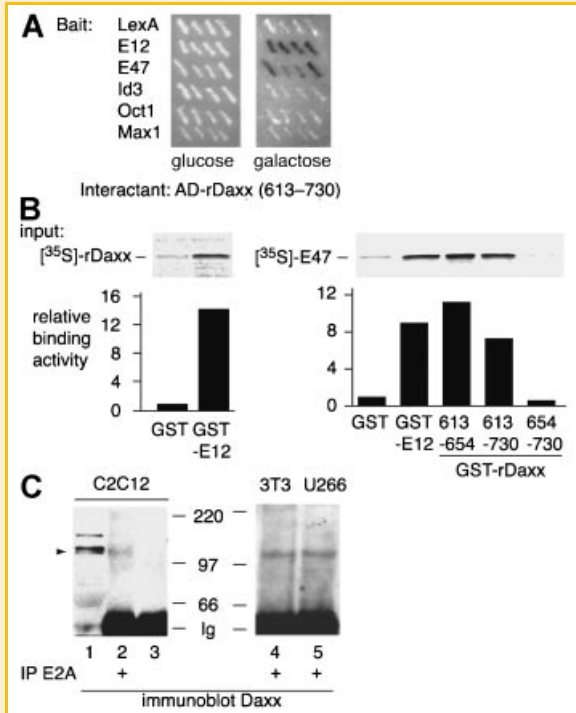 A Bait: LexA
E12
E47
Id3
Oct1
Max1
glucose galactose
Interactant: AD-rDaxx (613–730)
B
input:
[35S]-rDaxx – [35S]-E47 –
relative binding activity
16
12
8
4
0
GST GST -E12
12
8
4
0
GST GST -E12 613 -654 613 -730 654 -730
GST-rDaxx
C C2C12 3T3 U266
– 220 –
– 97 –
– 66 –
– Ig –
1 2 3 4 5
IP E2A + + +
immunoblot Daxx